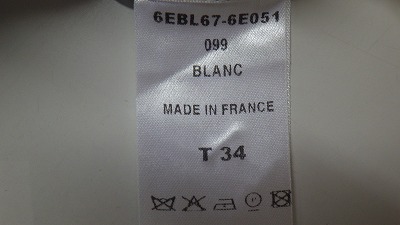 6EBL67-6E051
099
BLANC
MADE IN FRANCE
T 34